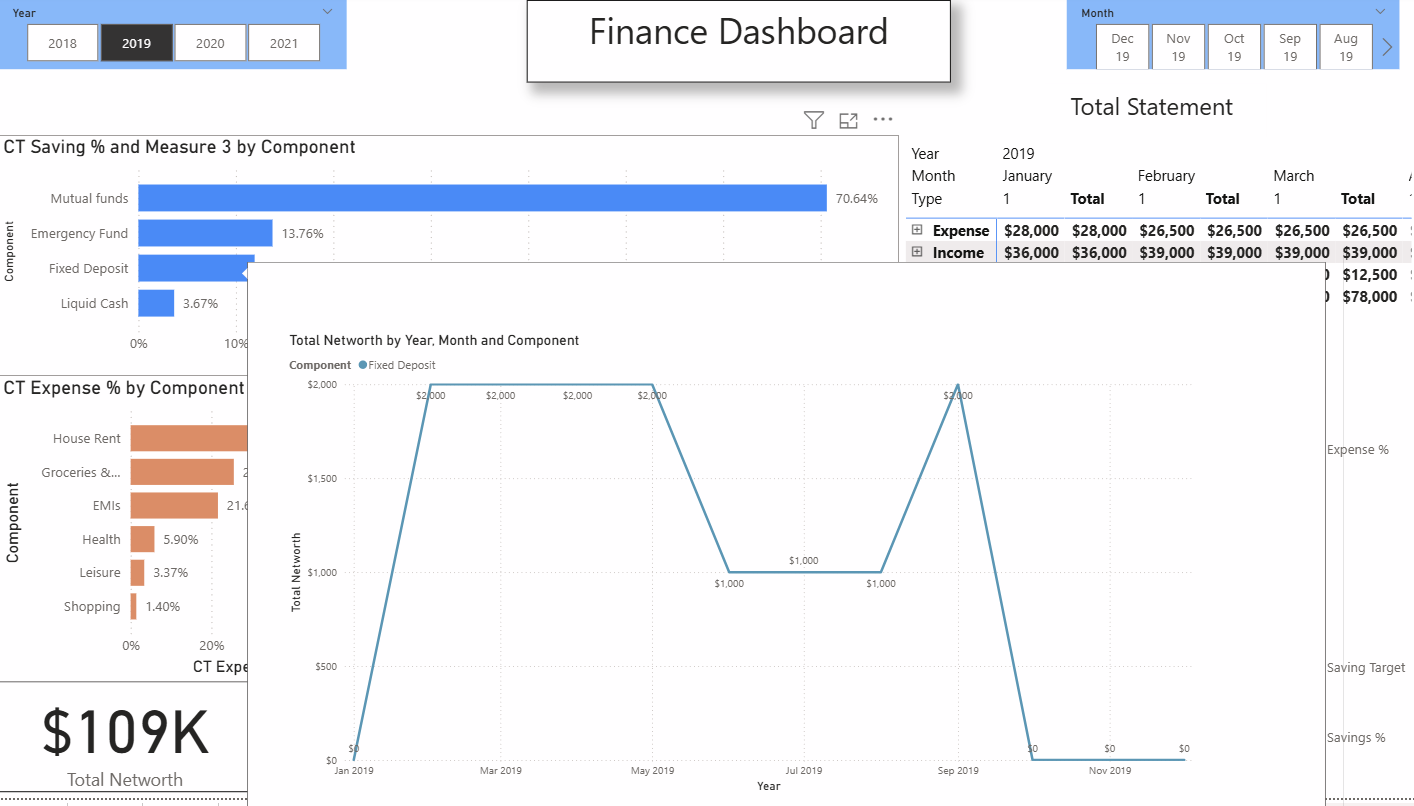 Year
2018
2019
2020
2021
Finance Dashboard
Month
Dec 19
Nov 19
Oct 19
Sep 19
Aug 19
CT Saving % and Measure 3 by Component
Component
Mutual funds 70.64%
Emergency Fund 13.76%
Fixed Deposit
Liquid Cash 3.67%
0% 10%
Total Statement
Year 2019
Month January February March
Type 1 Total 1 Total 1 Total
Expense $28,000 $28,000 $26,500 $26,500 $26,500 $26,500
Income $36,000 $36,000 $39,000 $39,000 $39,000 $39,000
$12,500
$78,000
CT Expense % by Component
Component
House Rent
Groceries &...
EMIs 21.6
Health 5.90%
Leisure 3.37%
Shopping 1.40%
0% 20%
CT Expe
$109K
Total Networth
Total Networth by Year, Month and Component
Component Fixed Deposit
Total Networth
$2,000
$1,500
$1,000
$500
$0
$0 $2,000 $2,000 $2,000 $2,000 $1,000 $1,000 $1,000 $2,000 $0 $0 $0
Jan 2019 Mar 2019 May 2019 Jul 2019 Sep 2019 Nov 2019
Year
Expense %
Saving Target
Savings %